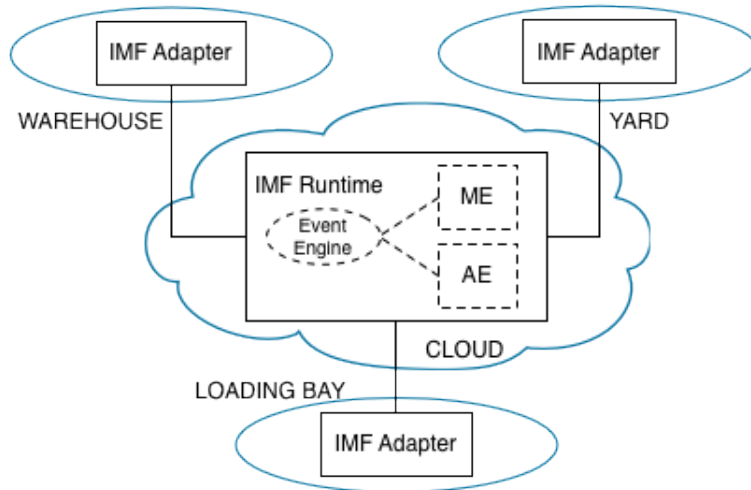 IMF Adapter
IMF Adapter
WAREHOUSE
YARD
IMF Runtime
ME
Event
Engine
AE
CLOUD
LOADING BAY
IMF Adapter